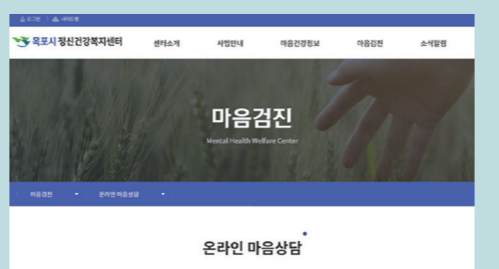 로그인 사이트맵
목포시 정신건강복지센터 센터소개 사업안내 마음건강정보 마음검진 소식알림
마음검진
Mental Health Welfare Center
마음검진 온라인 마음상담
온라인 마음상담